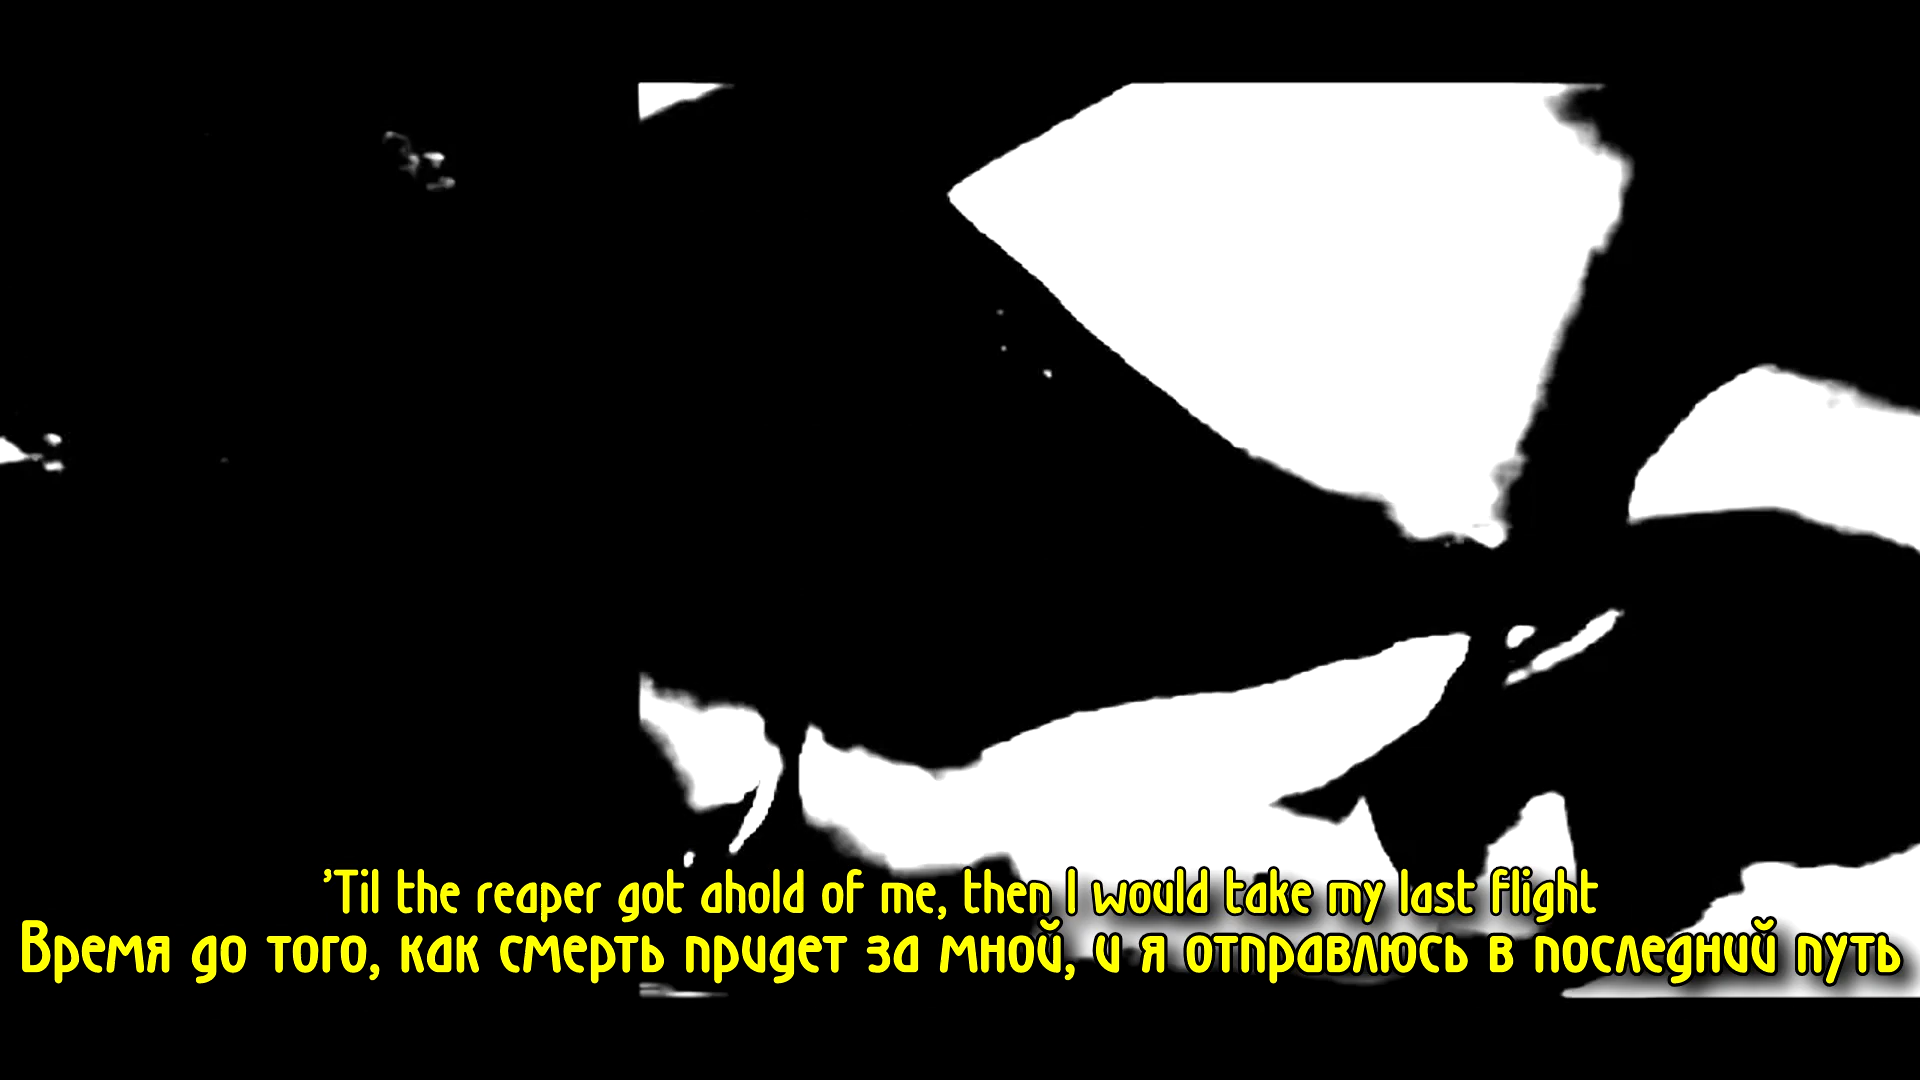 'Til the reaper got ahold of me, then I would take my last flight
Время до того, как смерть придет за мной, и я отправлюсь в последний путь